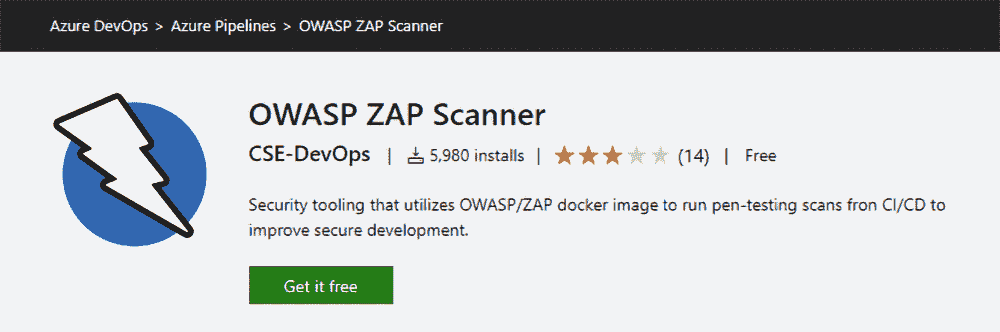 Azure DevOps > Azure Pipelines > OWASP ZAP Scanner
OWASP ZAP Scanner
CSE-DevOps | 5,980 installs | (14) | Free
Security tooling that utilizes OWASP/ZAP docker image to run pen-testing scans fron CI/CD to
improve secure development.
Get it free